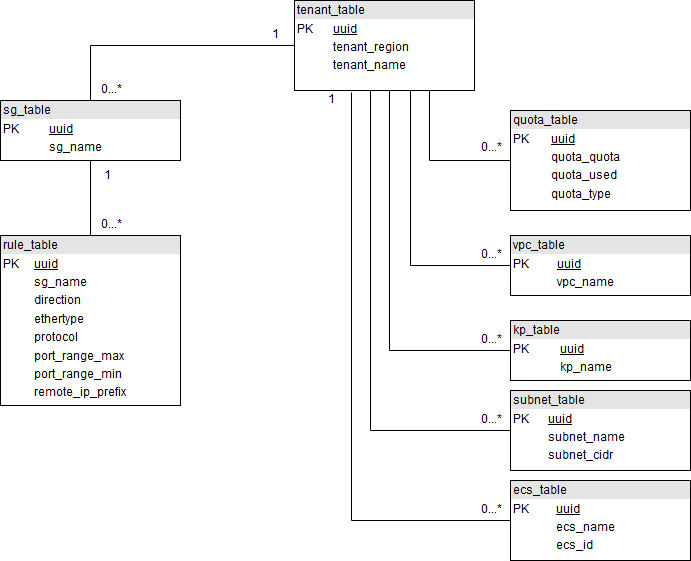 tenant_table
PK uuid
tenant_region
tenant_name
1
0...*
sg_table
PK uuid
sg_name
1
0...*
rule_table
PK uuid
sg_name
direction
ethertype
protocol
port_range_max
port_range_min
remote_ip_prefix
1
0...*
quota_table
PK uuid
quota_quota
quota_used
quota_type
0...*
vpc_table
PK uuid
vpc_name
0...*
kp_table
PK uuid
kp_name
0...*
subnet_table
PK uuid
subnet_name
subnet_cidr
0...*
ecs_table
PK uuid
ecs_name
ecs_id